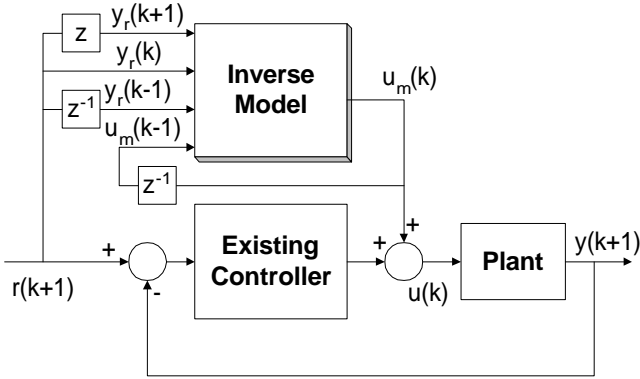 z
y_r(k+1)
y_r(k)
z⁻¹
y_r(k-1)
u_m(k-1)
Inverse
Model
u_m(k)
z⁻¹
+
r(k+1)
-
Existing
Controller
+
+
u(k)
Plant
y(k+1)